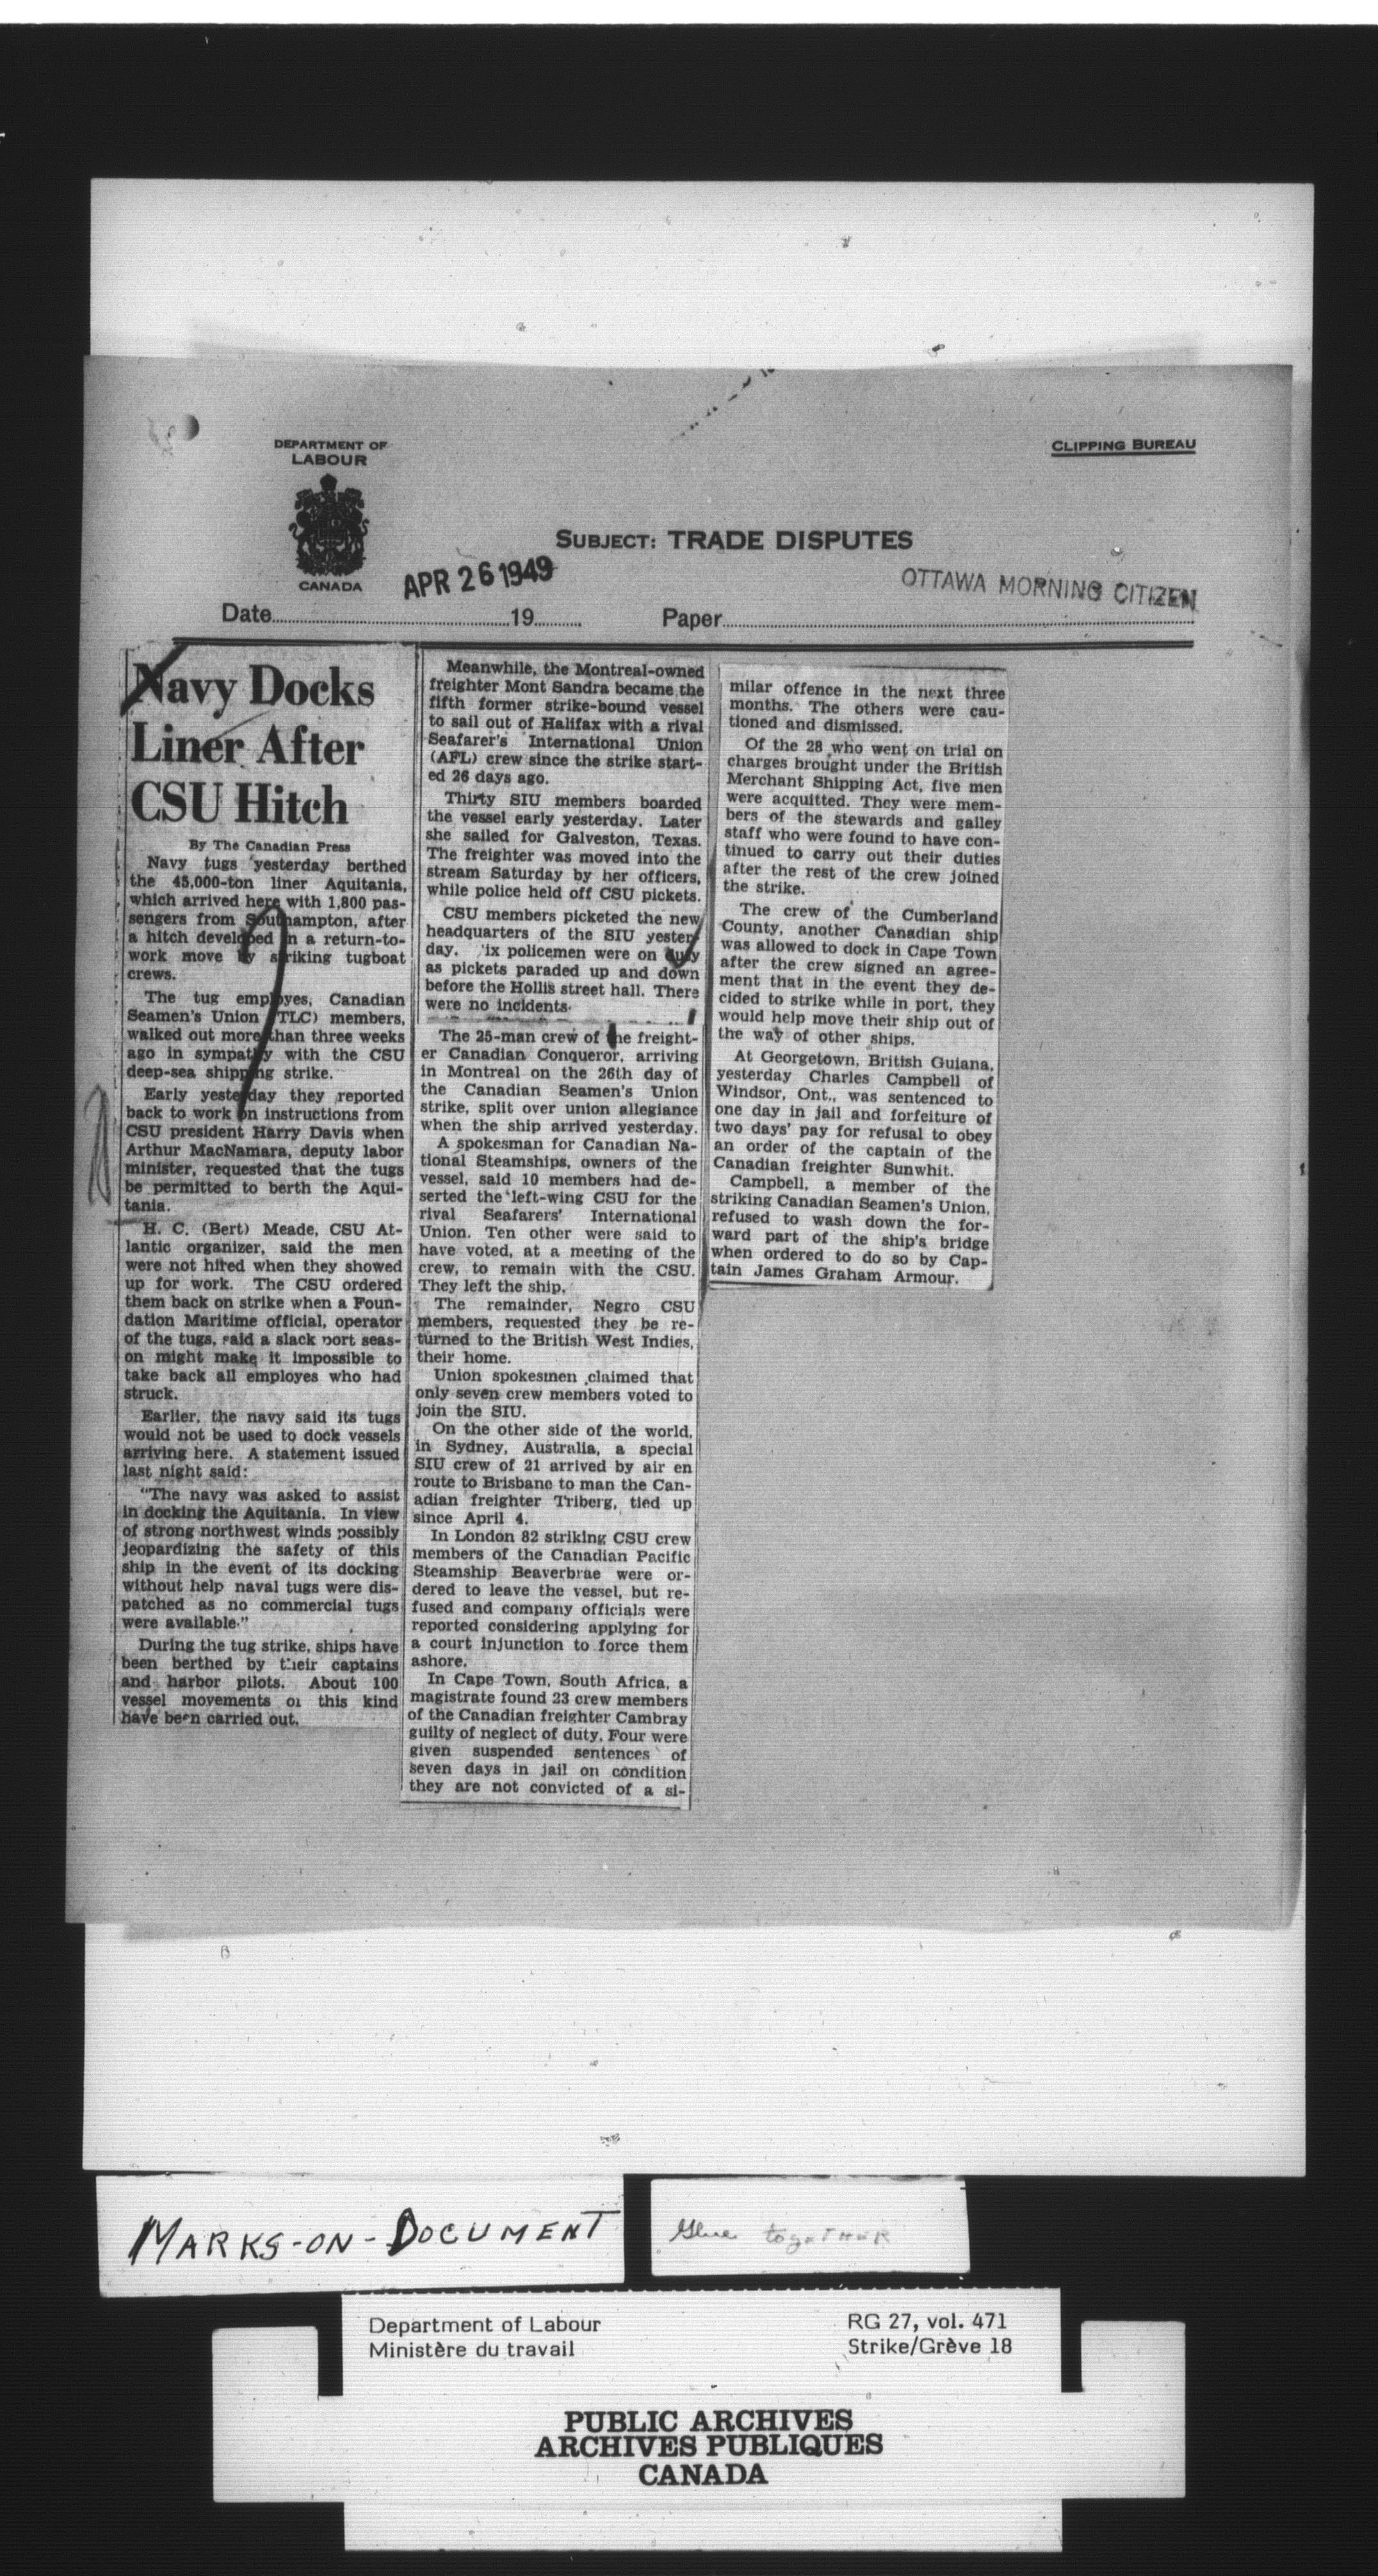 DEPARTMENT OF
LABOUR
CANADA
CLIPPING BUREAU
SUBJECT: TRADE DISPUTES
APR 26 1949
OTTAWA MORNING CITIZEN
Date 19 Paper
Navy Docks
Liner After
CSU Hitch
By The Canadian Press
Navy tugs yesterday berthed
the 45,000-ton liner Aquitania,
which arrived here with 1,800 pas-
sengers from Southampton, after
a hitch developed in a return-to-
work move by striking tugboat
crews.
The tug employes, Canadian
Seamen's Union (TLC) members,
walked out more than three weeks
ago in sympathy with the CSU
deep-sea shipping strike.
Early yesterday they reported
back to work on instructions from
CSU president Harry Davis when
Arthur MacNamara, deputy labor
minister, requested that the tugs
be permitted to berth the Aqui-
tania.
H. C. (Bert) Meade, CSU At-
lantic organizer, said the men
were not hired when they showed
up for work. The CSU ordered
them back on strike when a Foun-
dation Maritime official, operator
of the tugs, said a slack port seas-
on might make it impossible to
take back all employes who had
struck.
Earlier, the navy said its tugs
would not be used to dock vessels
arriving here. A statement issued
last night said:
"The navy was asked to assist
in docking the Aquitania. In view
of strong northwest winds possibly
jeopardizing the safety of this
ship in the event of its docking
without help naval tugs were dis-
patched as no commercial tugs
were available."
During the tug strike, ships have
been berthed by their captains
and harbor pilots. About 100
vessel movements of this kind
have been carried out.
Meanwhile, the Montreal-owned
freighter Mont Sandra became the
fifth former strike-bound vessel
to sail out of Halifax with a rival
Seafarer's International Union
(AFL) crew since the strike start-
ed 26 days ago.
Thirty SIU members boarded
the vessel early yesterday. Later
she sailed for Galveston, Texas.
The freighter was moved into the
stream Saturday by her officers,
while police held off CSU pickets.
CSU members picketed the new
headquarters of the SIU yester-
day. ix policemen were on duty
as pickets paraded up and down
before the Hollis street hall. There
were no incidents.
The 25-man crew of the freight-
er Canadian Conqueror, arriving
in Montreal on the 26th day of
the Canadian Seamen's Union
strike, split over union allegiance
when the ship arrived yesterday.
A spokesman for Canadian Na-
tional Steamships, owners of the
vessel, said 10 members had de-
serted the left-wing CSU for the
rival Seafarers' International
Union. Ten other were said to
have voted, at a meeting of the
crew, to remain with the CSU.
They left the ship.
The remainder, Negro CSU
members, requested they be re-
turned to the British West Indies,
their home.
Union spokesmen claimed that
only seven crew members voted to
join the SIU.
On the other side of the world,
in Sydney, Australia, a special
SIU crew of 21 arrived by air en
route to Brisbane to man the Can-
adian freighter Triberg, tied up
since April 4.
In London 82 striking CSU crew
members of the Canadian Pacific
Steamship Beaverbrae were or-
dered to leave the vessel, but re-
fused and company officials were
reported considering applying for
a court injunction to force them
ashore.
In Cape Town, South Africa, a
magistrate found 23 crew members
of the Canadian freighter Cambray
guilty of neglect of duty. Four were
given suspended sentences of
seven days in jail on condition
they are not convicted of a si-
milar offence in the next three
months. The others were cau-
tioned and dismissed.
Of the 28 who went on trial on
charges brought under the British
Merchant Shipping Act, five men
were acquitted. They were mem-
bers of the stewards and galley
staff who were found to have con-
tinued to carry out their duties
after the rest of the crew joined
the strike.
The crew of the Cumberland
County, another Canadian ship
was allowed to dock in Cape Town
after the crew signed an agree-
ment that in the event they de-
cided to strike while in port, they
would help move their ship out of
the way of other ships.
At Georgetown, British Guiana,
yesterday Charles Campbell of
Windsor, Ont., was sentenced to
one day in jail and forfeiture of
two days' pay for refusal to obey
an order of the captain of the
Canadian freighter Sunwhit.
Campbell, a member of the
striking Canadian Seamen's Union,
refused to wash down the for-
ward part of the ship's bridge
when ordered to do so by Cap-
tain James Graham Armour.
MARKS-ON-DOCUMENT
Glue together
Department of Labour
Ministère du travail
RG 27, vol. 471
Strike/Grève 18
PUBLIC ARCHIVES
ARCHIVES PUBLIQUES
CANADA